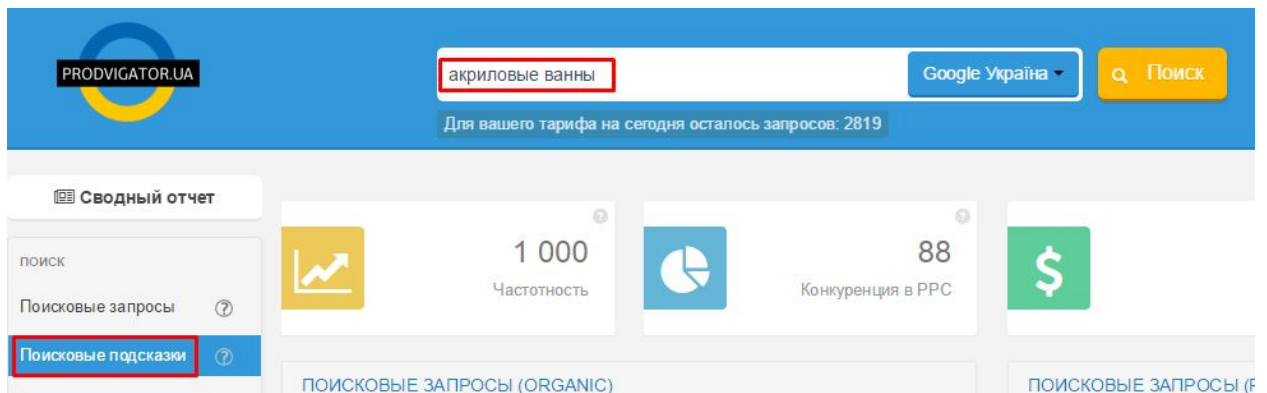 PRODVIGATOR.UA
акриловые ванны
Google Україна
Поиск
Для вашего тарифа на сегодня осталось запросов: 2819
Сводный отчет
поиск
Поисковые запросы
Поисковые подсказки
1 000
Частотность
88
Конкуренция в PPC
$
ПОИСКОВЫЕ ЗАПРОСЫ (ORGANIC)
ПОИСКОВЫЕ ЗАПРОСЫ (